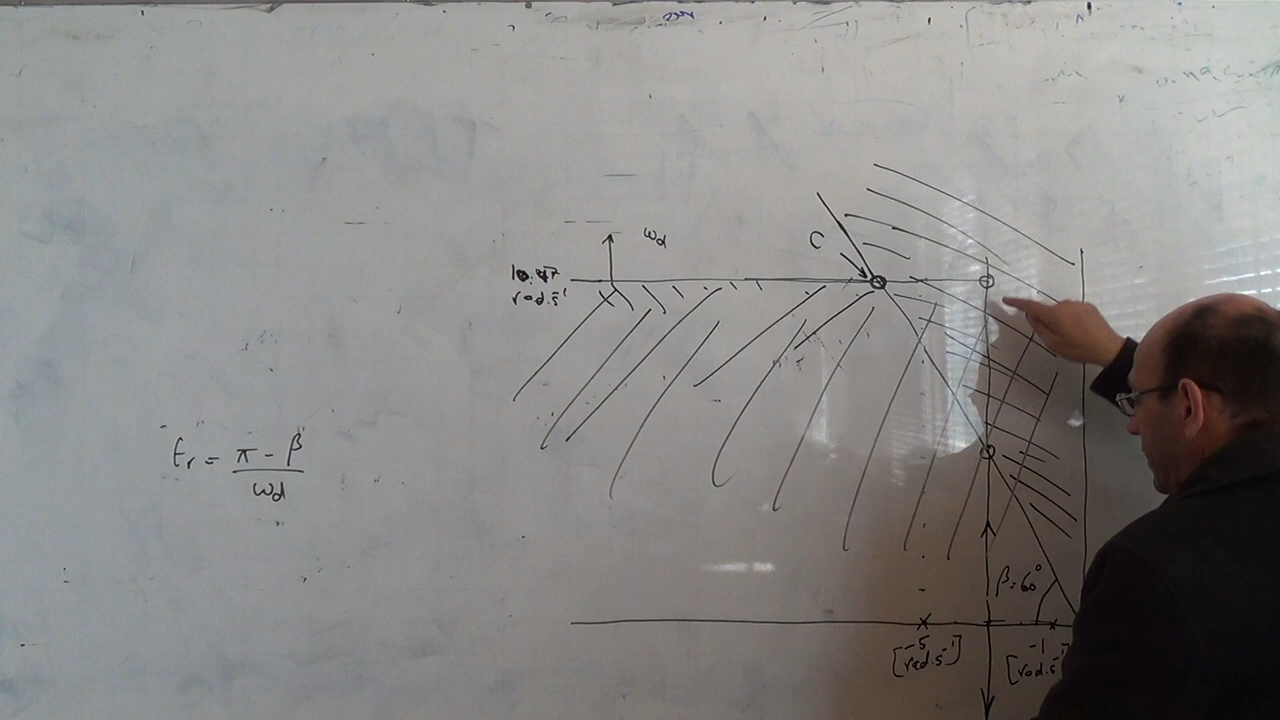 ωd
C
10.47
rad.s⁻¹
tr = π - β
ωd
β = 60°
-5
[rad.s⁻¹]
-1
[rad.s⁻¹